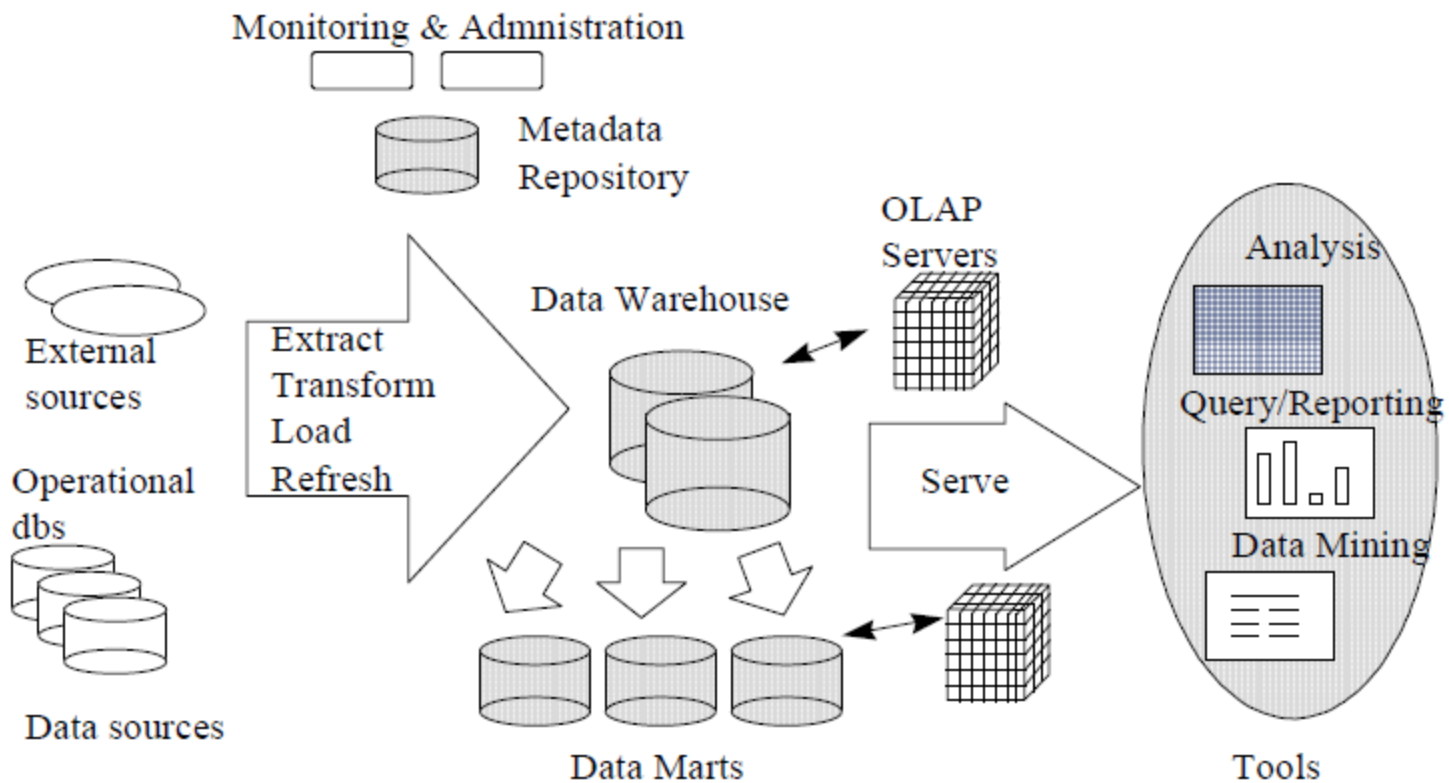 Monitoring & Admnistration
Metadata
Repository
OLAP
Servers
Analysis
Data Warehouse
External
sources
Extract
Transform
Load
Refresh
Query/Reporting
Operational
dbs
Serve
Data Mining
Data sources
Data Marts
Tools